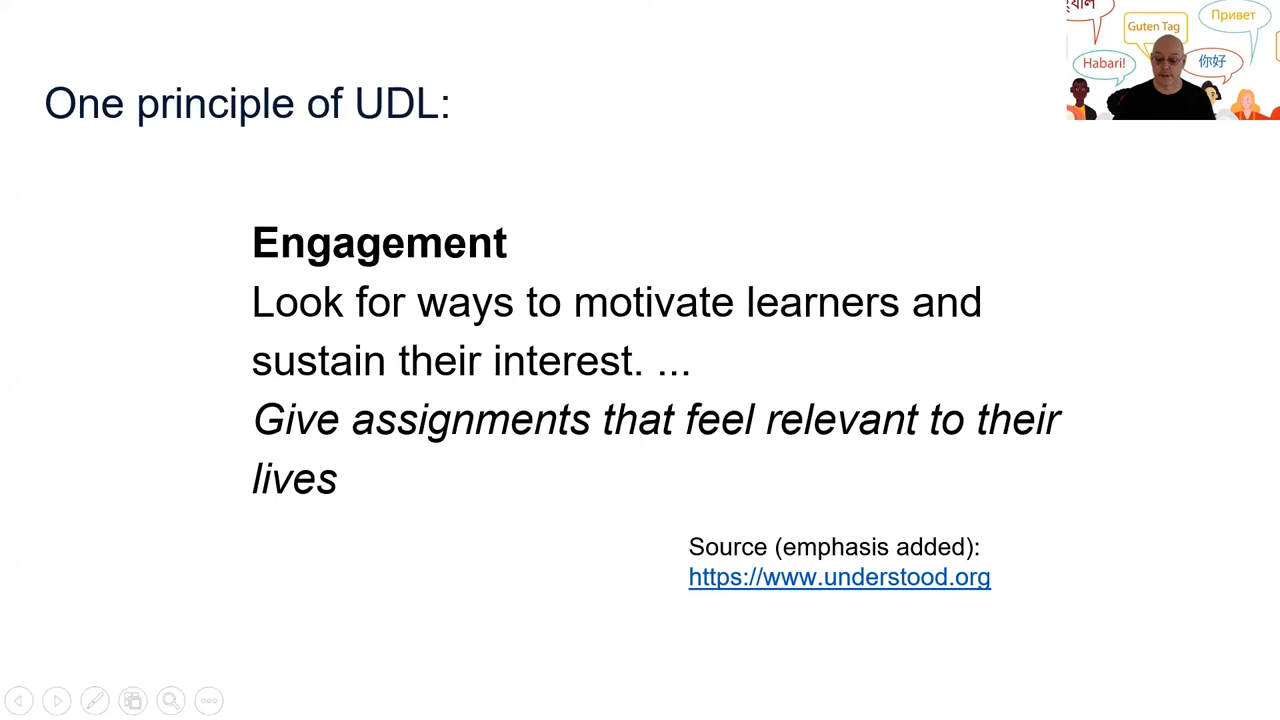 One principle of UDL:
Guten Tag
Привет
Habari!
你好
Engagement
Look for ways to motivate learners and
sustain their interest. ...
Give assignments that feel relevant to their
lives
Source (emphasis added):
https://www.understood.org